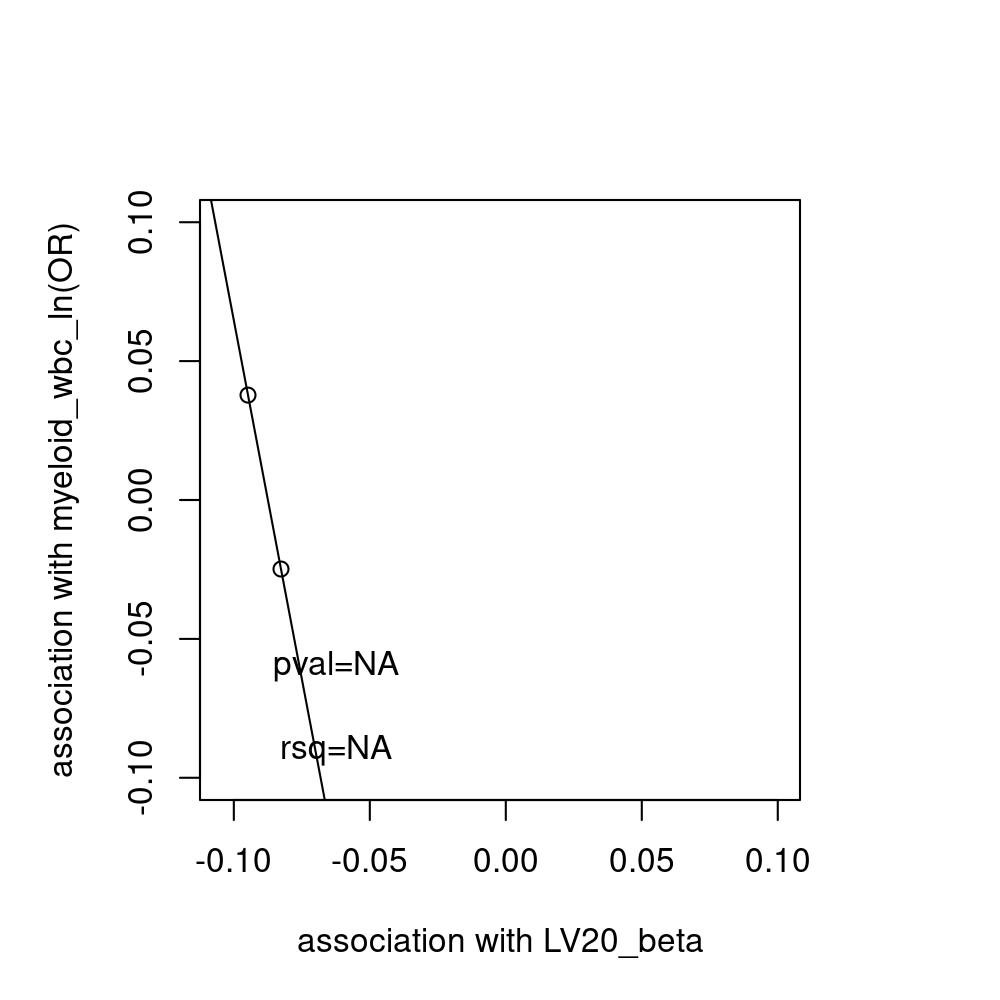 association with myeloid_wbc_ln(OR)
0.10
0.05
0.00
-0.05
-0.10
pval=NA
rsq=NA
-0.10 -0.05 0.00 0.05 0.10
association with LV20_beta